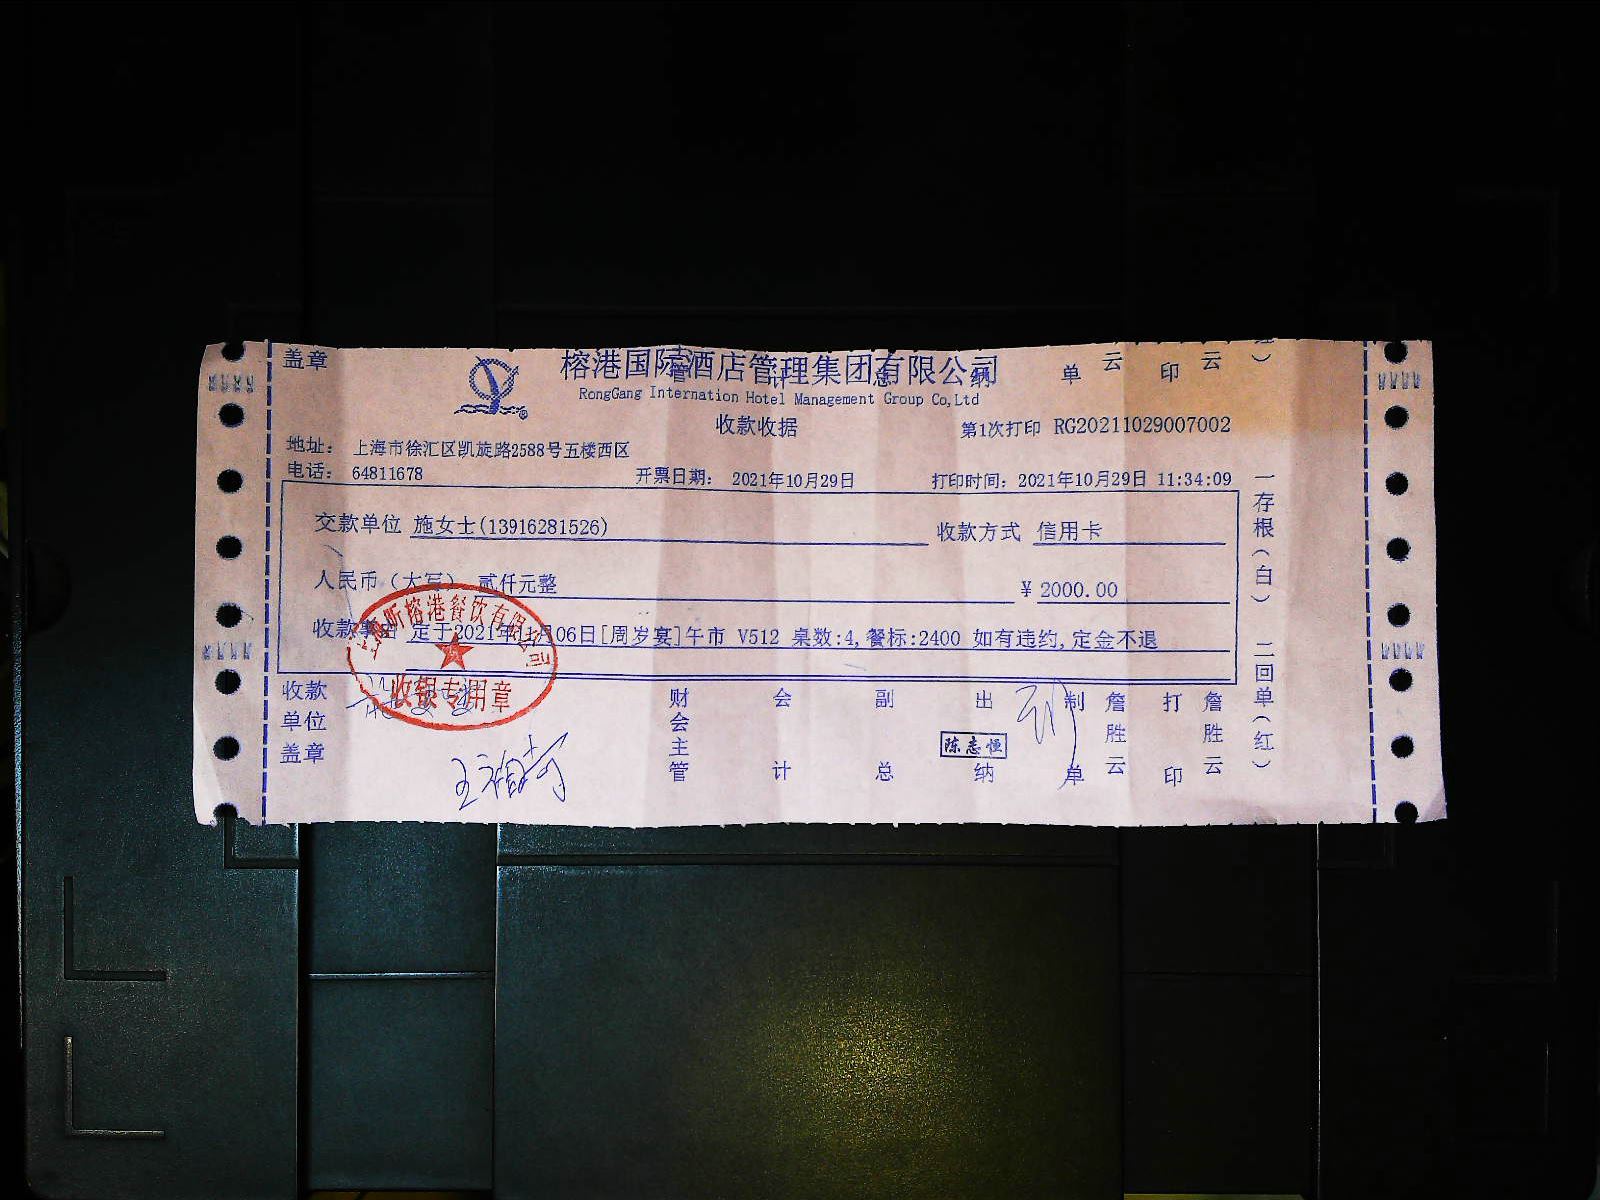 盖章
榕港国际酒店管理集团有限公司
RongGang Internation Hotel Management Group Co,Ltd
收款收据
第1次打印 RG20211029007002
地址： 上海市徐汇区凯旋路2588号五楼西区
电话： 64811678
开票日期： 2021年10月29日
打印时间： 2021年10月29日 11:34:09
交款单位 施女士(13916281526)
收款方式 信用卡
人民币（大写） 贰仟元整
¥ 2000.00
收款事由 定于2021年11月06日[周岁宴]午市 V512 桌数:4,餐标:2400 如有违约,定金不退
昕榕港餐饮有限公司
收银专用章
收款单位盖章
财会主管
会计
副总
出纳
陈志恒
制单
詹胜云
打印
詹胜云
一存根（白） 二回单（红）